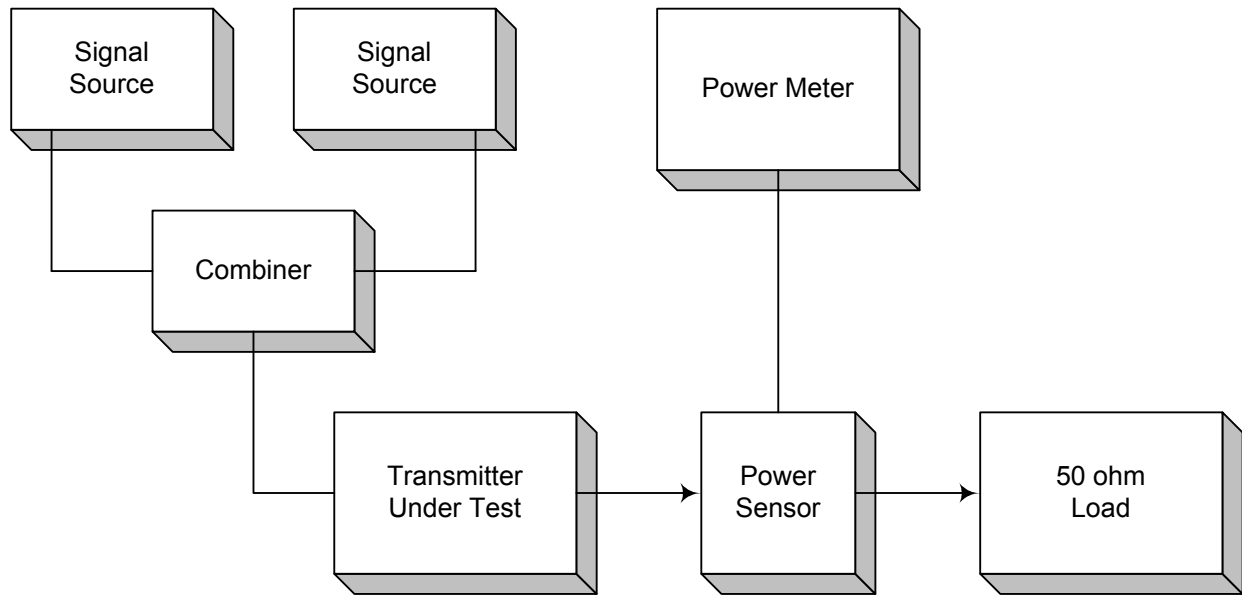 Signal
Source
Signal
Source
Power Meter
Combiner
Transmitter
Under Test
Power
Sensor
50 ohm
Load